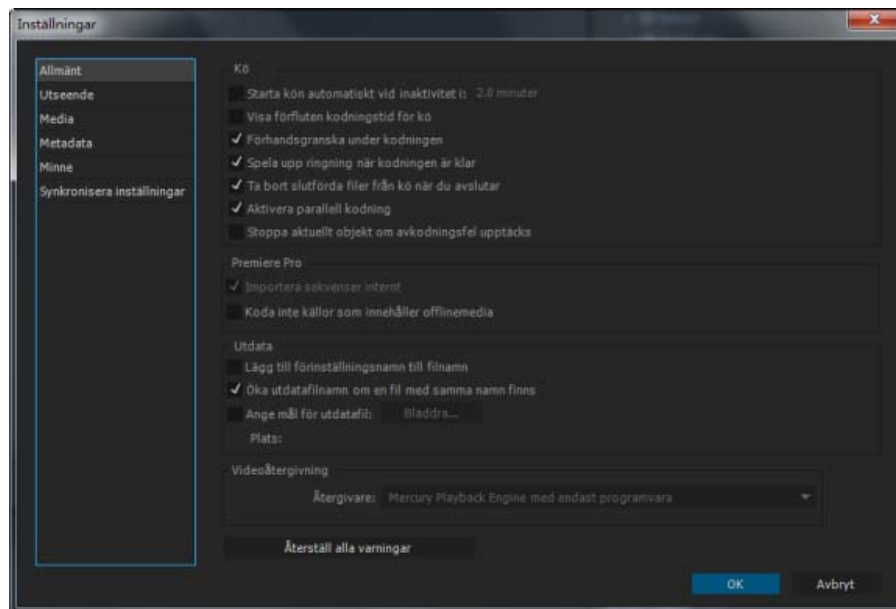 Inställningar
Allmänt
Utseende
Media
Metadata
Minne
Synkronisera inställningar
Kö
Starta kön automatiskt vid inaktivitet i: 2.0 minuter
Visa förfluten kodningstid för kö
Förhandsgranska under kodningen
Spela upp ringning när kodningen är klar
Ta bort slutförda filer från kö när du avslutar
Aktivera parallell kodning
Stoppa aktuellt objekt om avkodningsfel upptäcks
Premiere Pro
Importera sekvenser internt
Koda inte källor som innehåller offlinemedia
Utdata
Lägg till förinställningsnamn till filnamn
Öka utdatafilnamn om en fil med samma namn finns
Ange mål för utdatafil: Bläddra...
Plats:
Videoåtergivning
Återgivare: Mercury Playback Engine med endast programvara
Återställ alla varningar
OK Avbryt